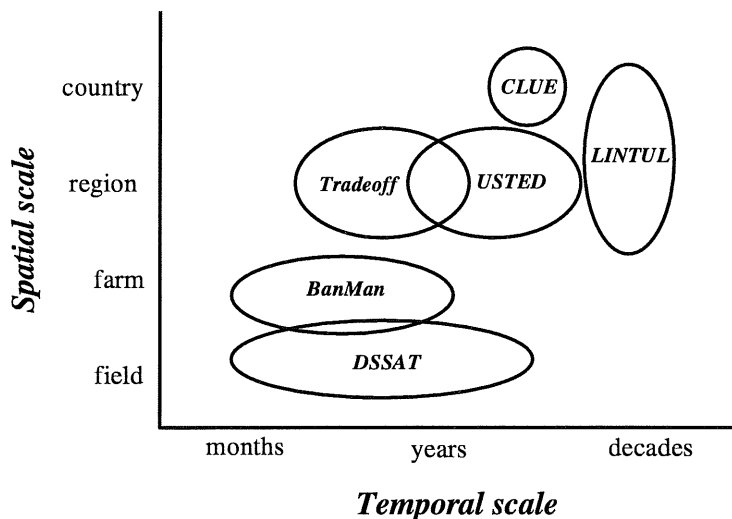 country
CLUE
LINTUL
region
Tradeoff
USTED
Spatial scale
farm
BanMan
DSSAT
field
months
years
decades
Temporal scale